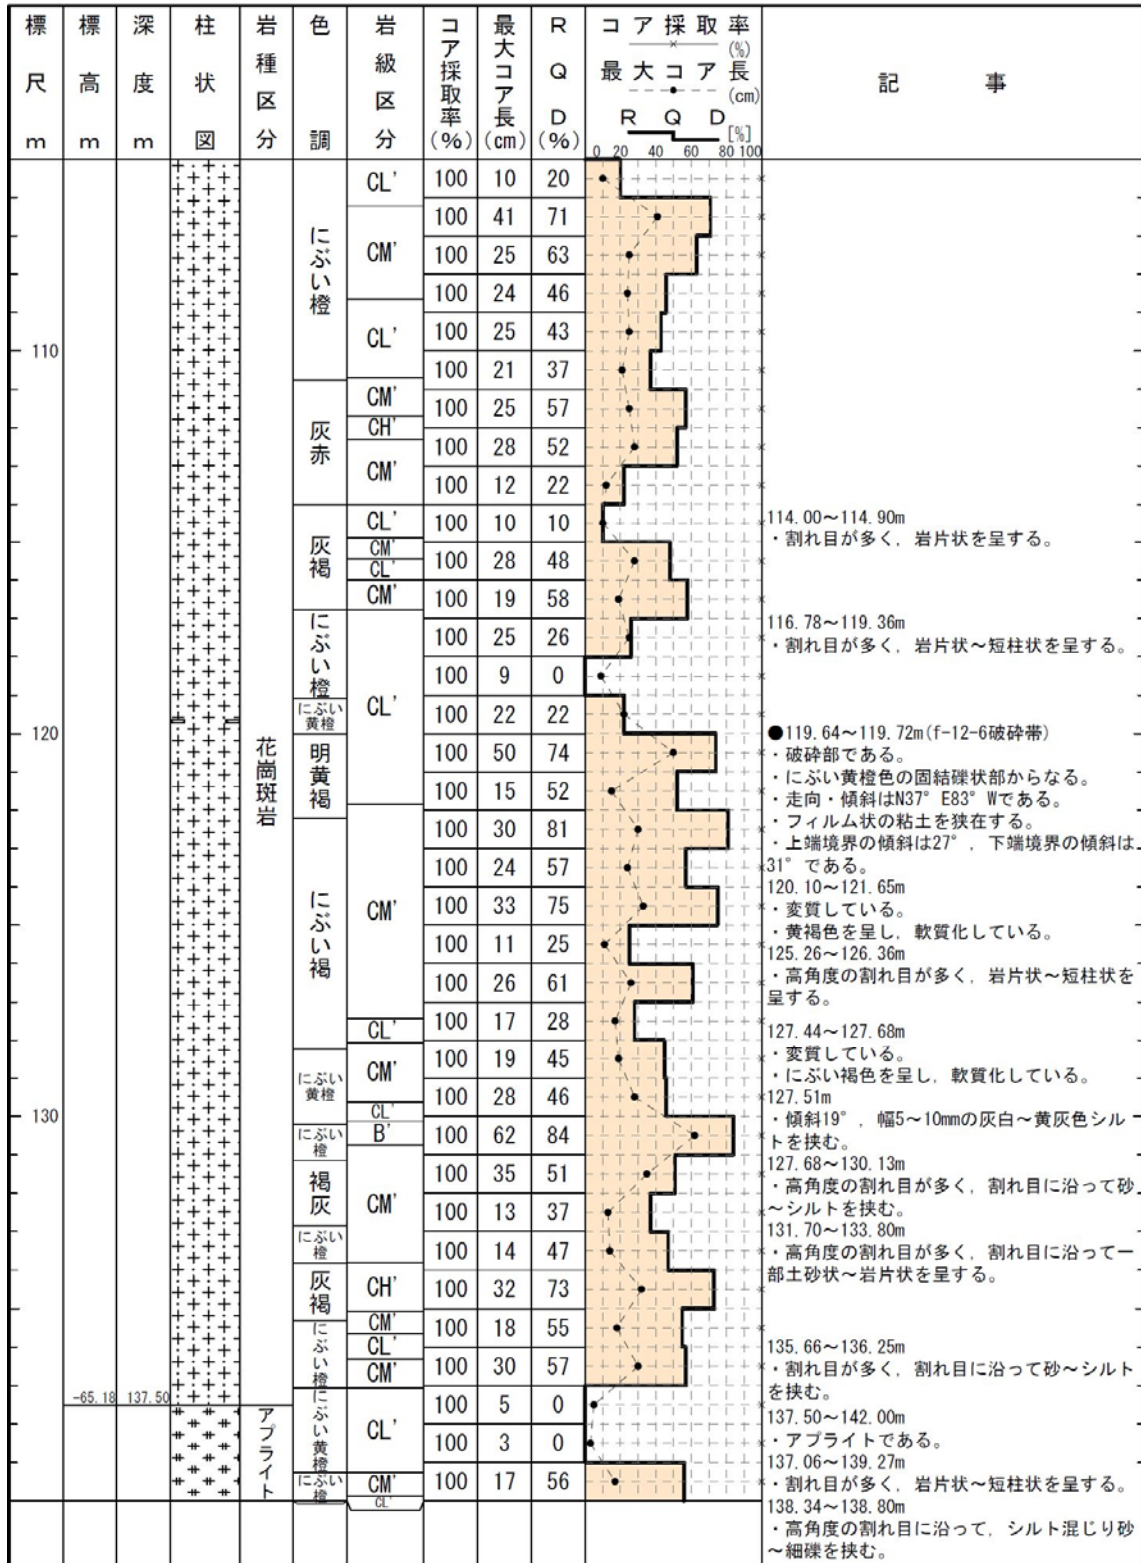 標尺m
標高m
深度m
柱状図
岩種区分
色調
岩級区分
コア採取率(%)
最大コア長(cm)
RQD(%)
コア採取率(%)
最大コア長(cm)
RQD[%]
0 20 40 60 80 100
記事
110
120
130
-65.18 137.50
花崗斑岩
アプライト
にぶい橙
灰赤
灰褐
にぶい橙
にぶい黄橙
明黄褐
にぶい褐
にぶい黄橙
にぶい橙
褐灰
にぶい橙
灰褐
にぶい橙
にぶい黄橙
にぶい橙
CL'
CM'
CL'
CM'
CH'
CM'
CL'
CM'
CL'
CM'
CL'
CM'
CL'
CM'
CL'
B'
CM'
CH'
CM'
CL'
CM'
CL'
CM'
CL'
100 10 20
100 41 71
100 25 63
100 24 46
100 25 43
100 21 37
100 25 57
100 28 52
100 12 22
100 10 10
100 28 48
100 19 58
100 25 26
100 9 0
100 22 22
100 50 74
100 15 52
100 30 81
100 24 57
100 33 75
100 11 25
100 26 61
100 17 28
100 19 45
100 28 46
100 62 84
100 35 51
100 13 37
100 14 47
100 32 73
100 18 55
100 30 57
100 5 0
100 3 0
100 17 56
114.00～114.90m
・割れ目が多く，岩片状を呈する。
116.78～119.36m
・割れ目が多く，岩片状～短柱状を呈する。
●119.64～119.72m(f-12-6破砕帯)
・破砕部である。
・にぶい黄橙色の固結礫状部からなる。
・走向・傾斜はN37°E83°Wである。
・フィルム状の粘土を狭在する。
・上端境界の傾斜は27°，下端境界の傾斜は
31°である。
120.10～121.65m
・変質している。
・黄褐色を呈し，軟質化している。
125.26～126.36m
・高角度の割れ目が多く，岩片状～短柱状を
呈する。
127.44～127.68m
・変質している。
・にぶい褐色を呈し，軟質化している。
127.51m
・傾斜19°，幅5～10mmの灰白～黄灰色シル
トを挟む。
127.68～130.13m
・高角度の割れ目が多く，割れ目に沿って砂
～シルトを挟む。
131.70～133.80m
・高角度の割れ目が多く，割れ目に沿って一
部土砂状～岩片状を呈する。
135.66～136.25m
・割れ目が多く，割れ目に沿って砂～シルト
を挟む。
137.50～142.00m
・アプライトである。
137.06～139.27m
・割れ目が多く，岩片状～短柱状を呈する。
138.34～138.80m
・高角度の割れ目に沿って，シルト混じり砂
～細礫を挟む。